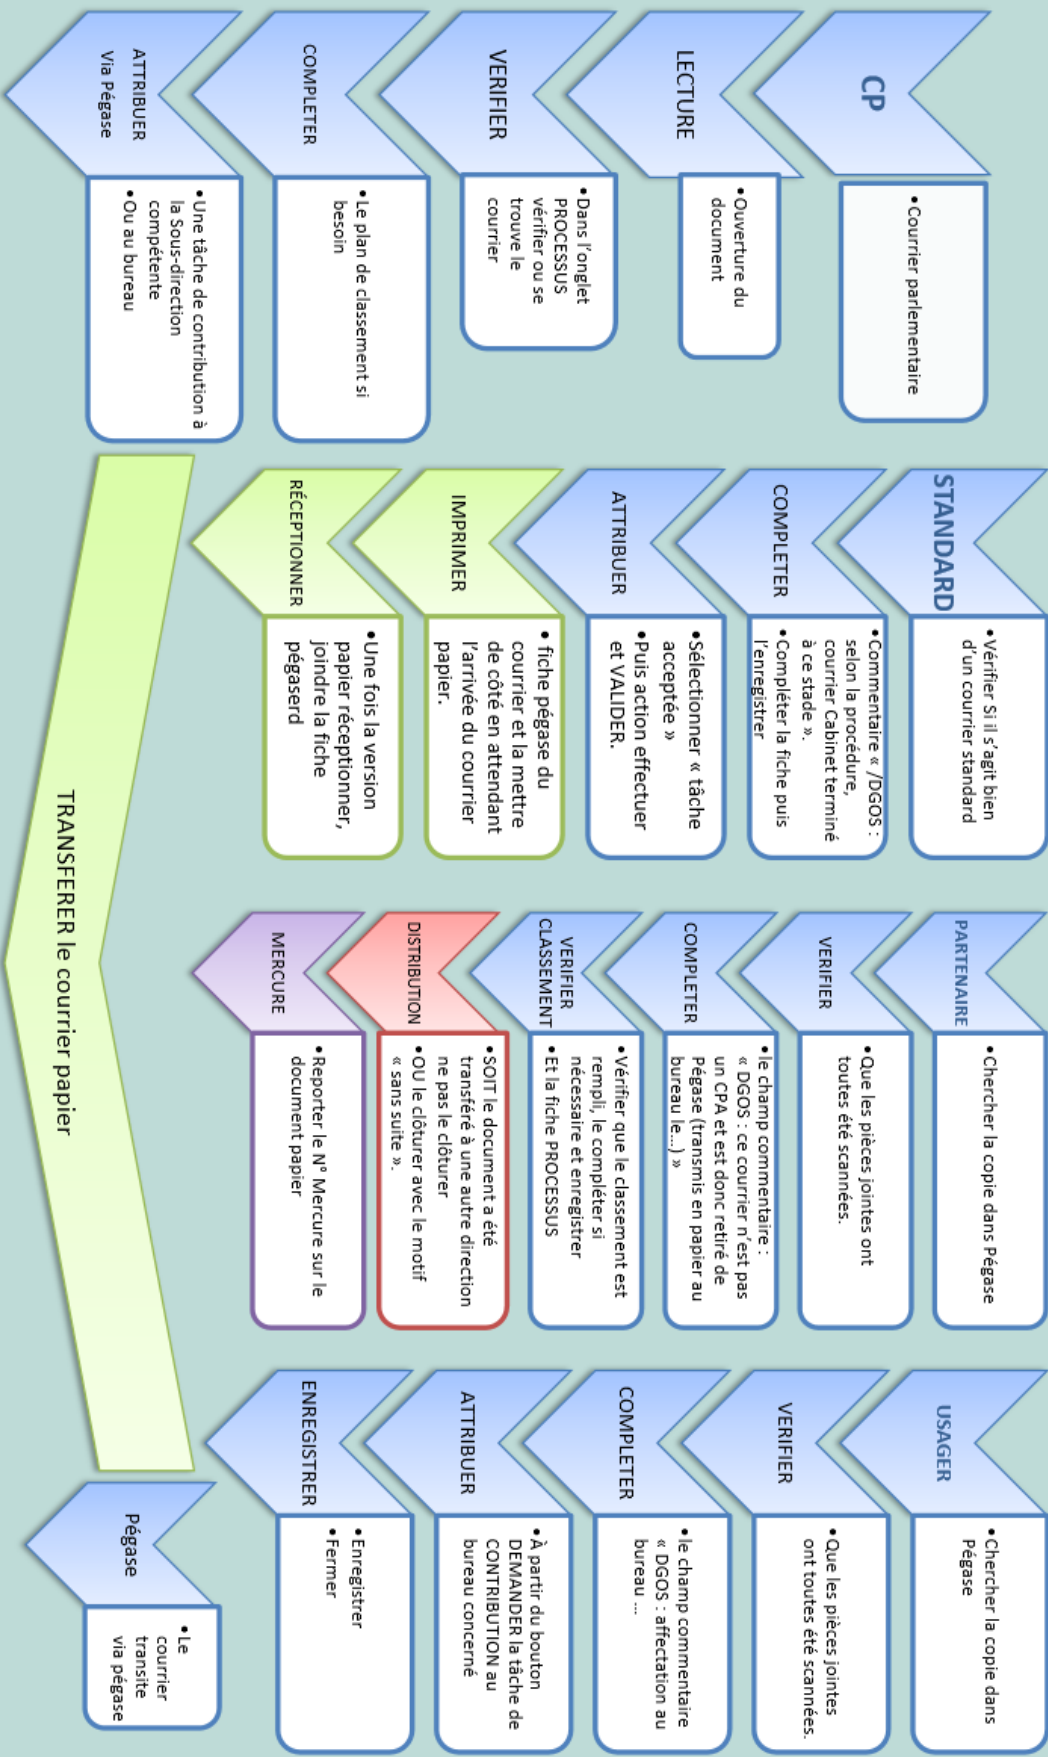 CP
• Courrier parlementaire
LECTURE
• Ouverture du
document
VERIFIER
• Dans l'onglet
PROCESSUS
vérifier ou se
trouve le
courrier
COMPLETER
• Le plan de classement si
besoin
ATTRIBUER
Via Pégase
• Une tâche de contribution à
la Sous-direction
compétente
• Ou au bureau
STANDARD
• Vérifier Si il s'agit bien
d'un courrier standard
COMPLETER
• Commentaire « /DGOS :
selon la procédure,
courrier Cabinet terminé
à ce stade ».
• Compléter la fiche puis
l'enregistrer
ATTRIBUER
• Sélectionner « tâche
acceptée »
• Puis action effectuer
et VALIDER.
IMPRIMER
• fiche pégase du
courrier et la mettre
de côté en attendant
l'arrivée du courrier
papier.
RÉCEPTIONNER
• Une fois la version
papier réceptionner,
joindre la fiche
pégaserd
PARTENAIRE
• Chercher la copie dans Pégase
VERIFIER
• Que les pièces jointes ont
toutes été scannées.
COMPLETER
• le champ commentaire :
« DGOS : ce courrier n'est pas
un CPA et est donc retiré de
Pégase (transmis en papier au
bureau le...) »
VERIFIER
CLASSEMENT
• Vérifier que le classement est
rempli, le compléter si
nécessaire et enregistrer
• Et la fiche PROCESSUS
DISTRIBUTION
• SOIT le document a été
transféré à une autre direction
ne pas le clôturer
• OU le clôturer avec le motif
« sans suite ».
MERCURE
• Reporter le N° Mercure sur le
document papier
USAGER
• Chercher la copie dans
Pégase
VERIFIER
• Que les pièces jointes
ont toutes été scannées.
COMPLETER
• le champ commentaire
« DGOS : affectation au
bureau ...
ATTRIBUER
• À partir du bouton
DEMANDER la tâche de
CONTRIBUTION au
bureau concerné
ENREGISTRER
• Enregistrer
• Fermer
TRANSFERER le courrier papier
Pégase
• Le
courrier
transite
via pégase